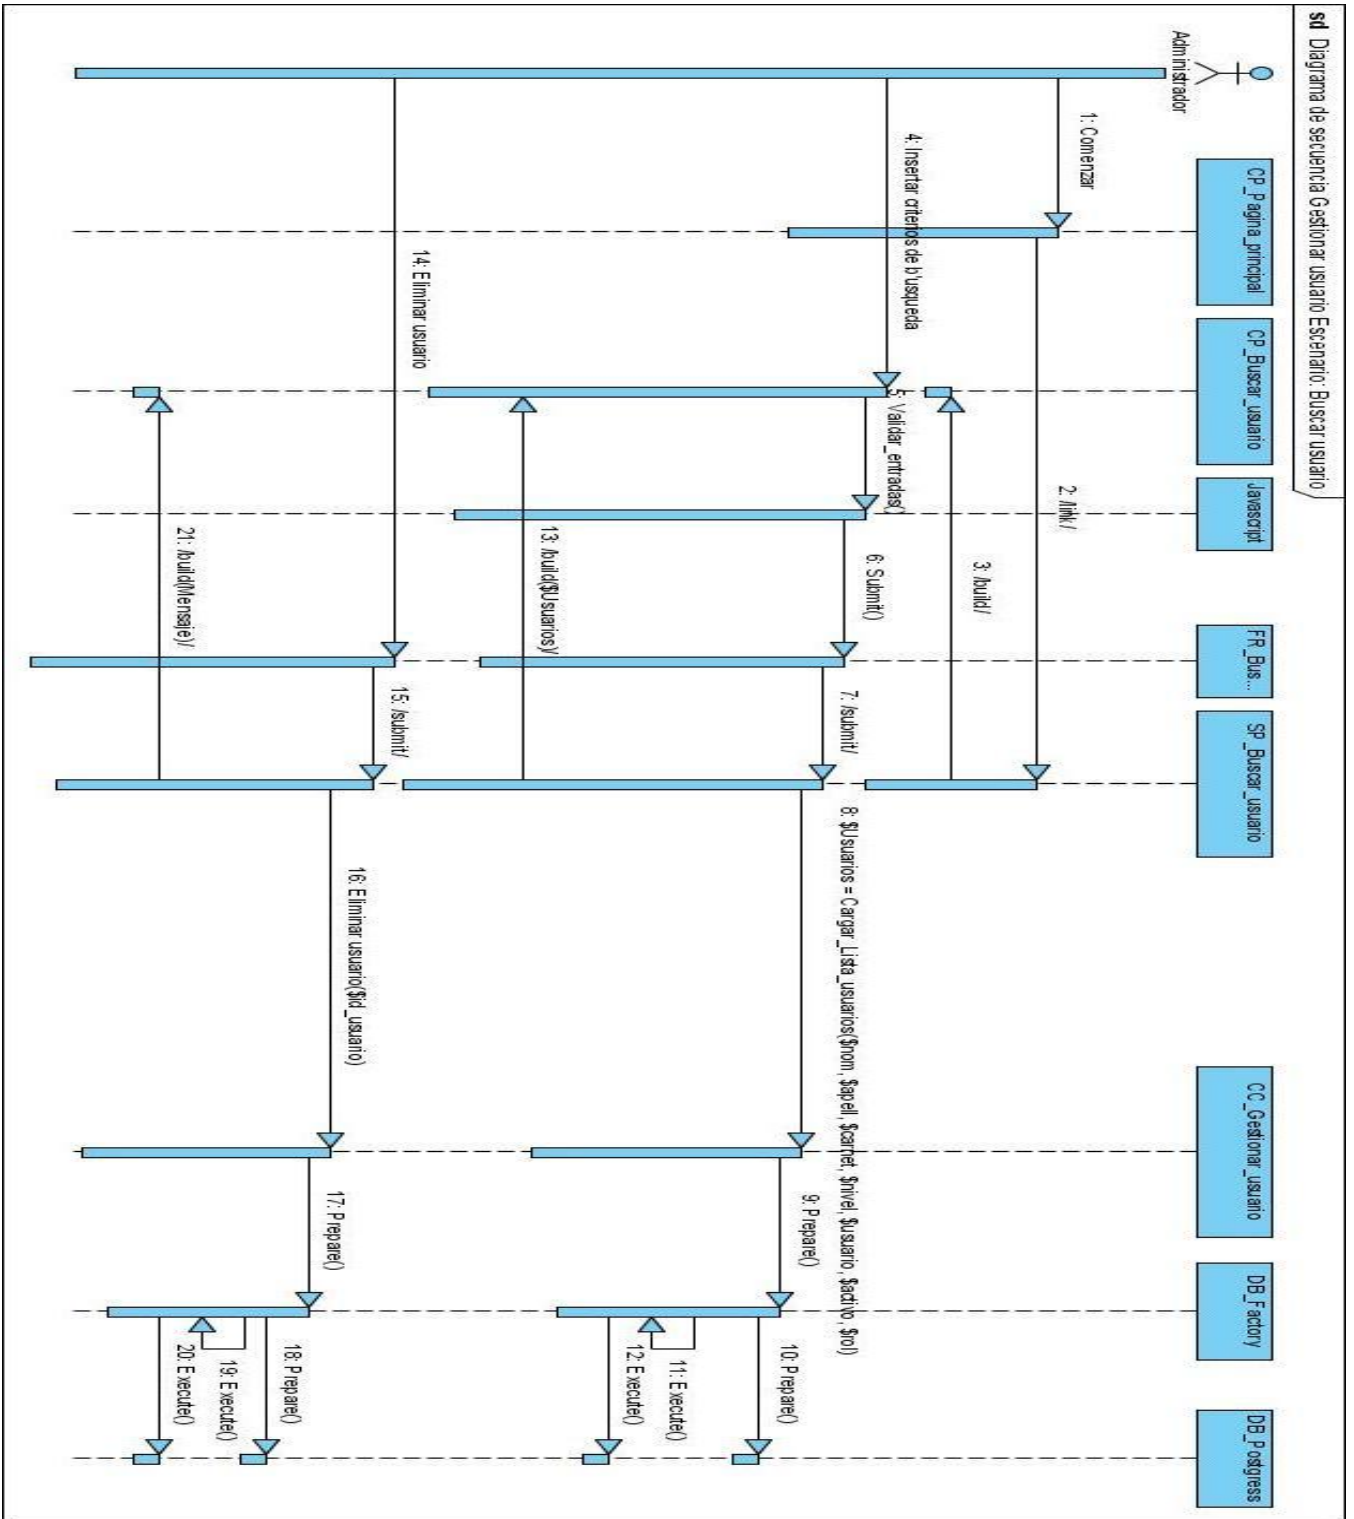 sd Diagrama de secuencia Gestionar usuario Escenario: Buscar usuario
Administrador
CP_Pagina_principal
CP_Buscar_usuario
Javascript
FR_Bus...
SP_Buscar_usuario
CC_Gestionar_usuario
DB_Factory
DB_Postgress
1: Comenzar
2: /link/
3: /build/
4: Insertar criterios de b'usqueda
5: Validar_entradas()
6: Submit()
7: /submit/
8: $Usuarios = Cargar_Lista_usuarios($nom, $apell, $carnet, $nivel, $usuario, $activo, $rol)
9: Prepare()
10: Prepare()
11: Execute()
12: Execute()
13: /build($Usuarios)/
14: Eliminar usuario
15: /submit/
16: Eliminar usuario($id_usuario)
17: Prepare()
18: Prepare()
19: Execute()
20: Execute()
21: /build(Mensaje)/